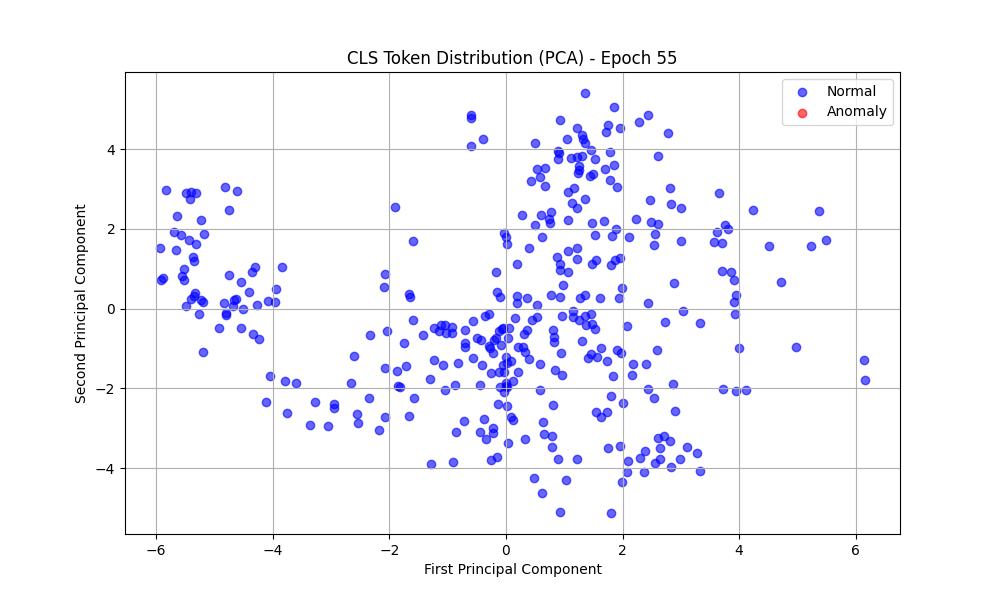 CLS Token Distribution (PCA) - Epoch 55
Normal
Anomaly
4
2
0
−2
−4
Second Principal Component
−6 −4 −2 0 2 4 6
First Principal Component